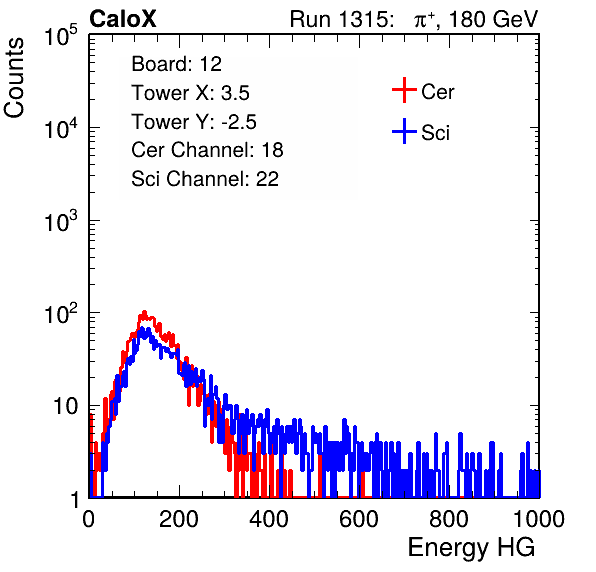 CaloX Run 1315: π⁺, 180 GeV
Counts
Board: 12
Tower X: 3.5
Tower Y: -2.5
Cer Channel: 18
Sci Channel: 22
Cer
Sci
10⁵
10⁴
10³
10²
10
1
0 200 400 600 800 1000
Energy HG